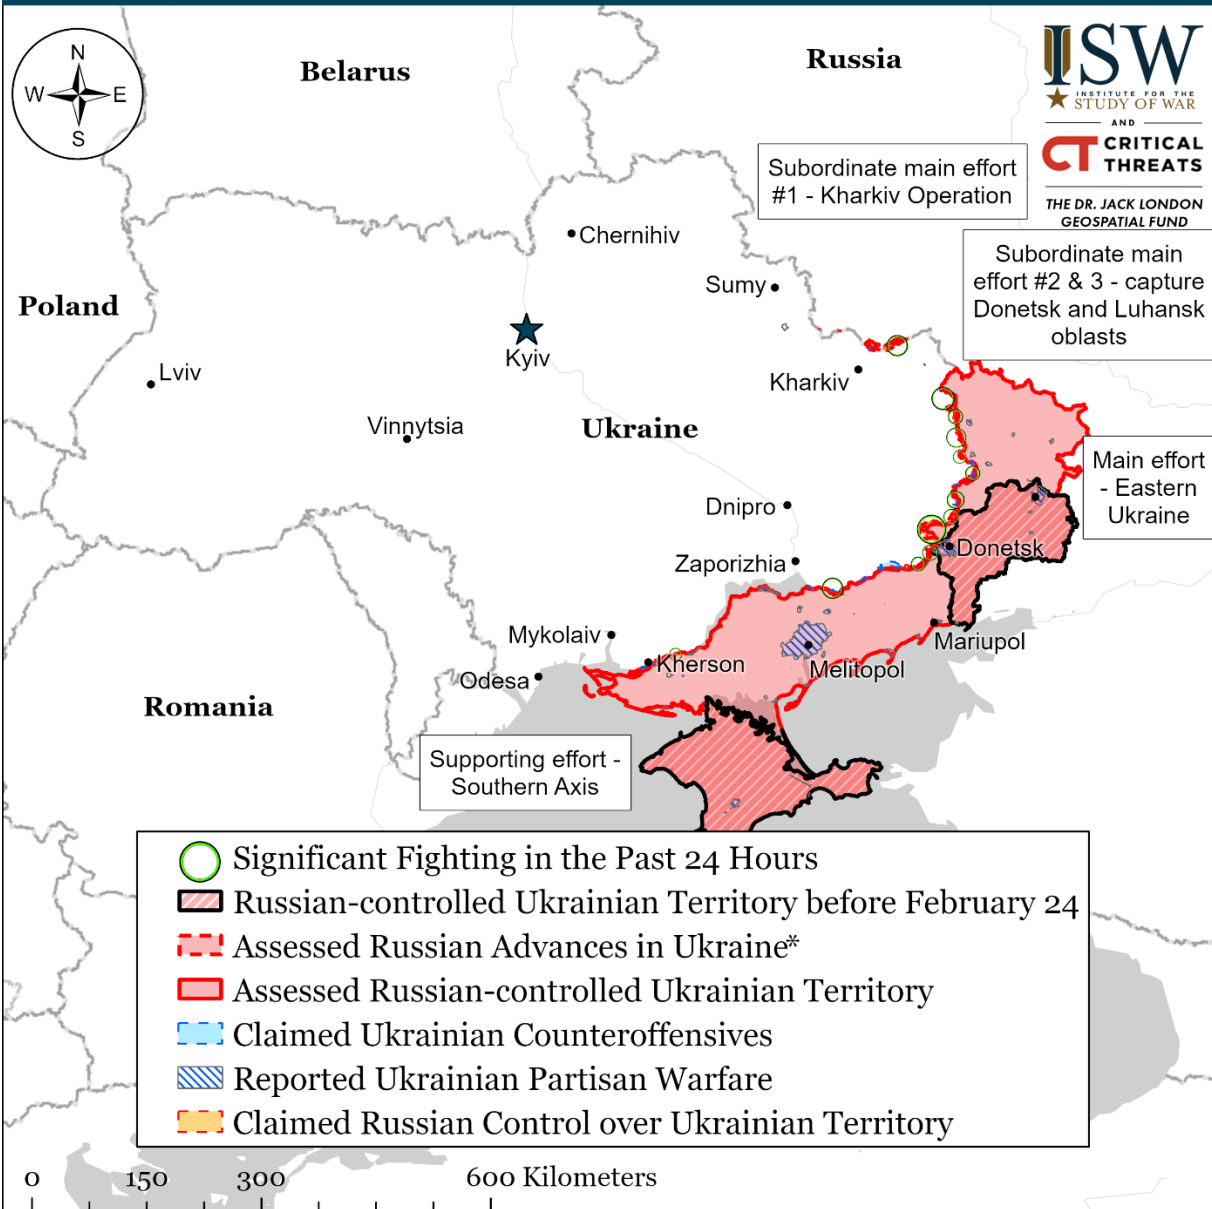 N
W
E
S
Belarus
Russia
ISW
INSTITUTE FOR THE
STUDY OF WAR
AND
CT CRITICAL
THREATS
THE DR. JACK LONDON
GEOSPATIAL FUND
Subordinate main effort
#1 - Kharkiv Operation
Subordinate main
effort #2 & 3 - capture
Donetsk and Luhansk
oblasts
Chernihiv
Sumy
Poland
Kyiv
Lviv
Kharkiv
Vinnytsia
Ukraine
Main effort
- Eastern
Ukraine
Dnipro
Donetsk
Zaporizhia
Mykolaiv
Mariupol
Kherson
Melitopol
Odesa
Romania
Supporting effort -
Southern Axis
Significant Fighting in the Past 24 Hours
Russian-controlled Ukrainian Territory before February 24
Assessed Russian Advances in Ukraine*
Assessed Russian-controlled Ukrainian Territory
Claimed Ukrainian Counteroffensives
Reported Ukrainian Partisan Warfare
Claimed Russian Control over Ukrainian Territory
0 150 300 600 Kilometers